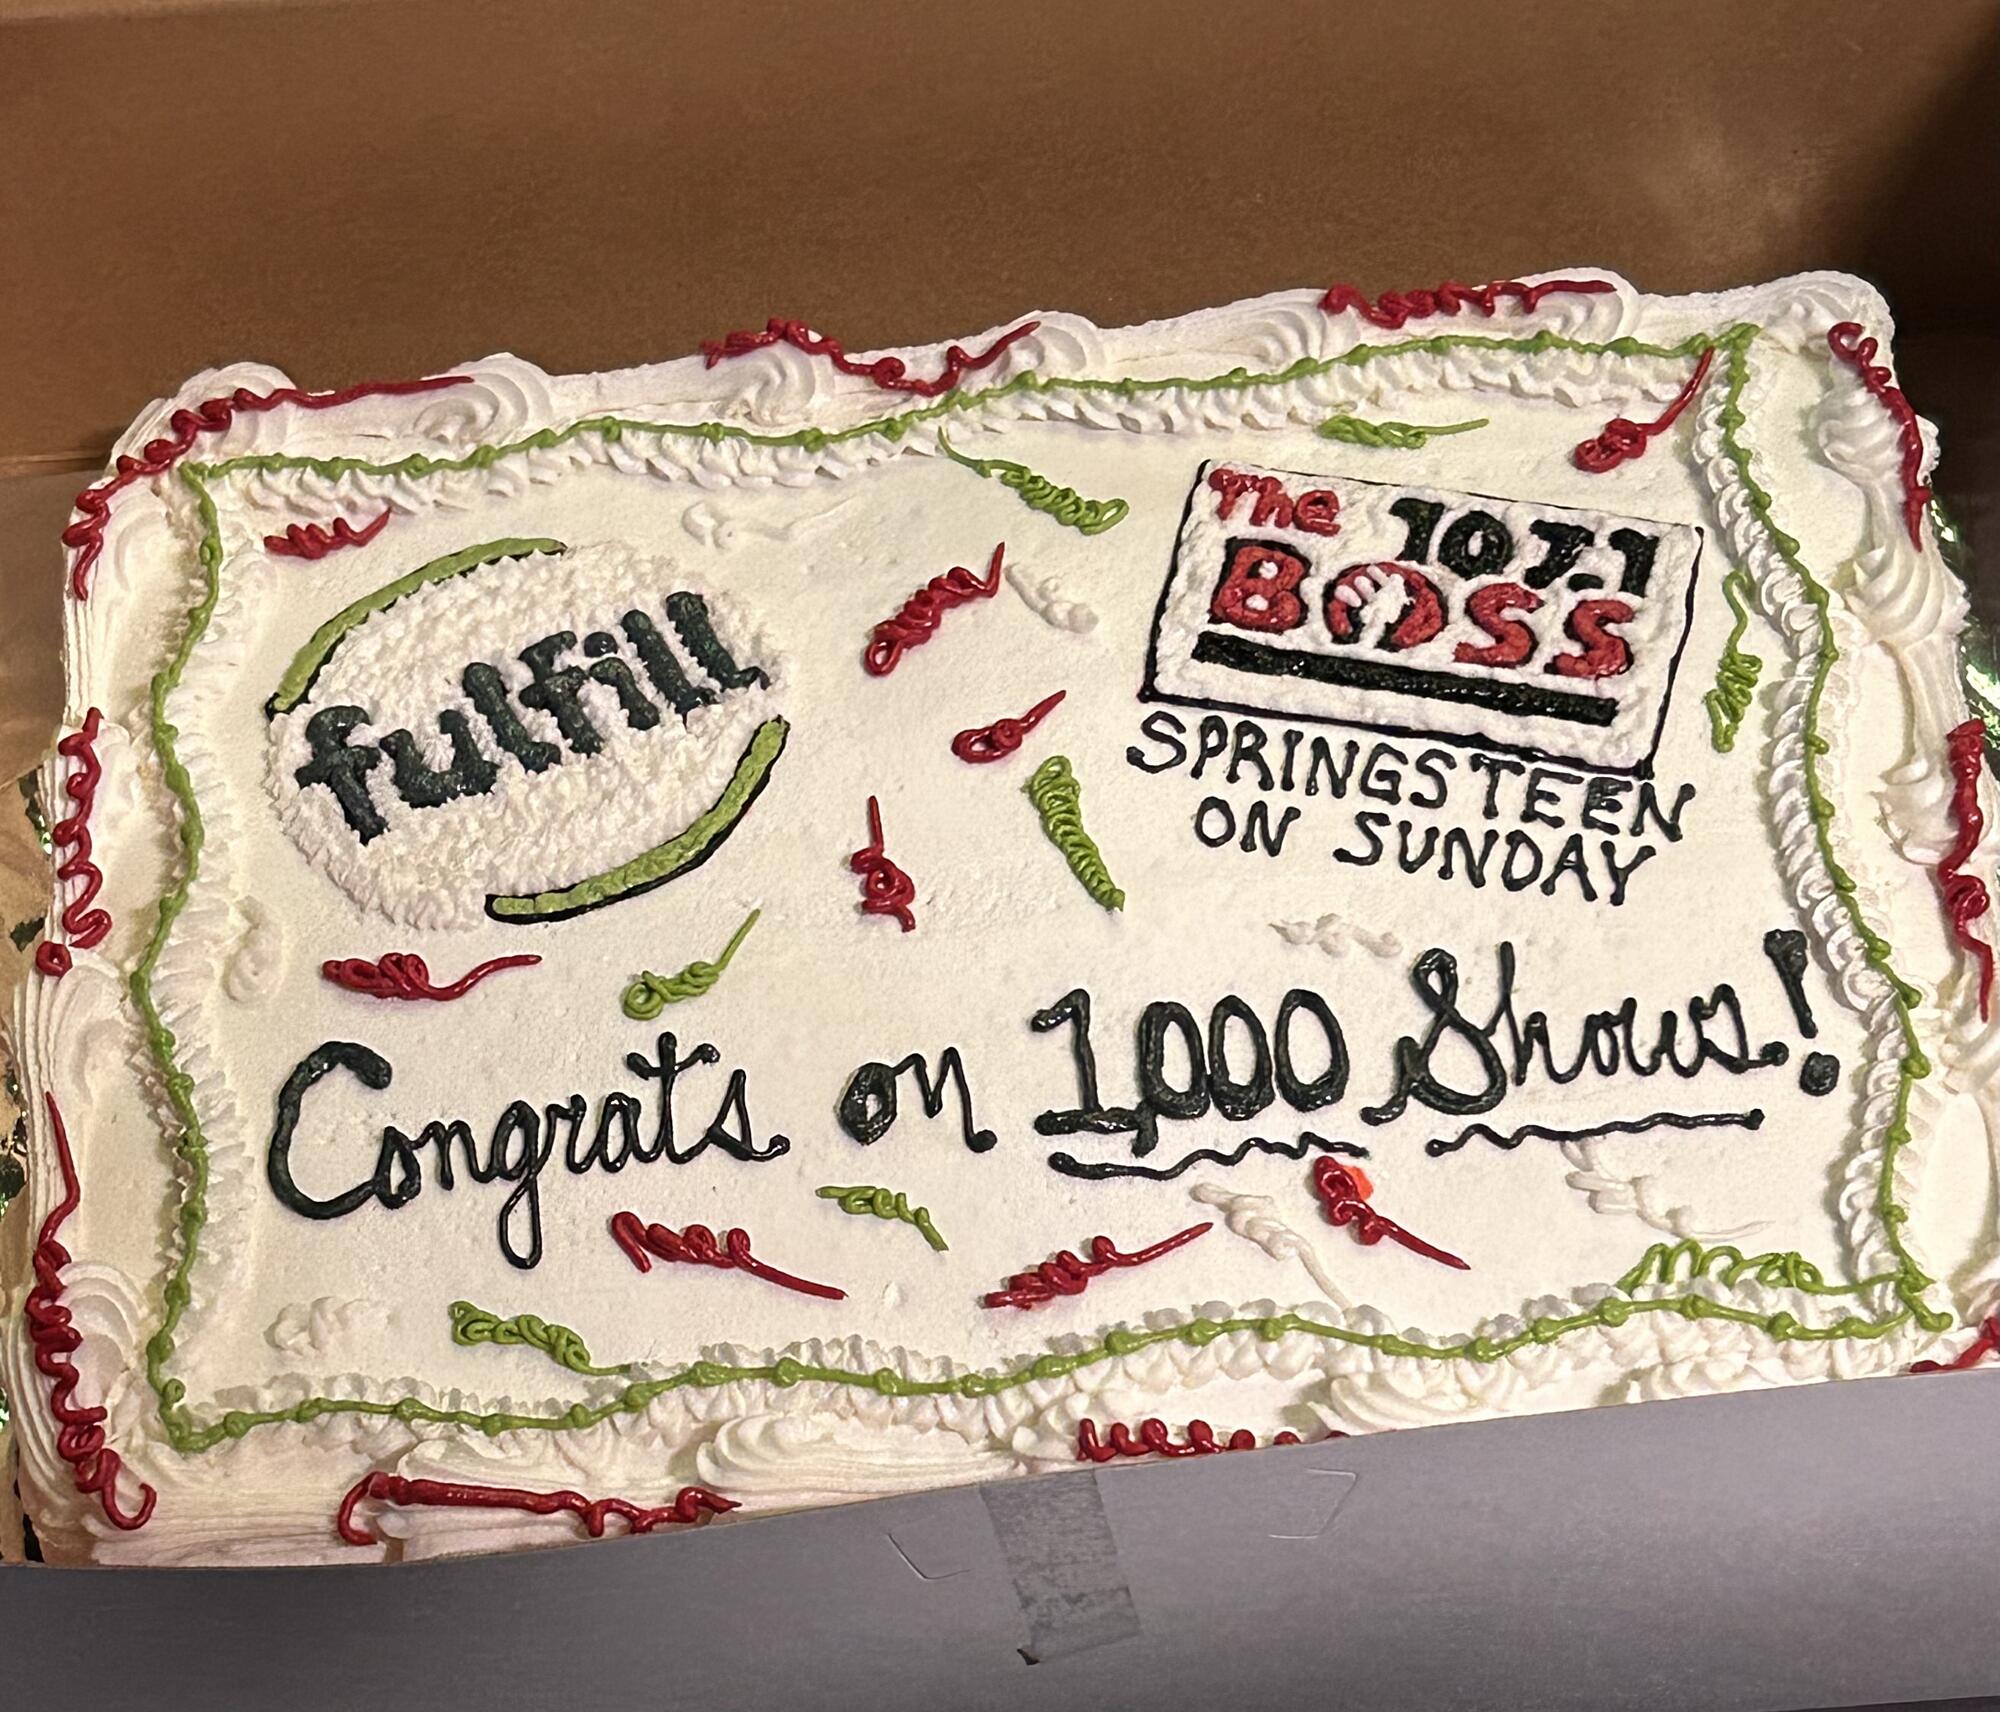 fulfill
The 107.1
BOSS
SPRINGSTEEN
ON SUNDAY
Congrats on 1,000 Shows!